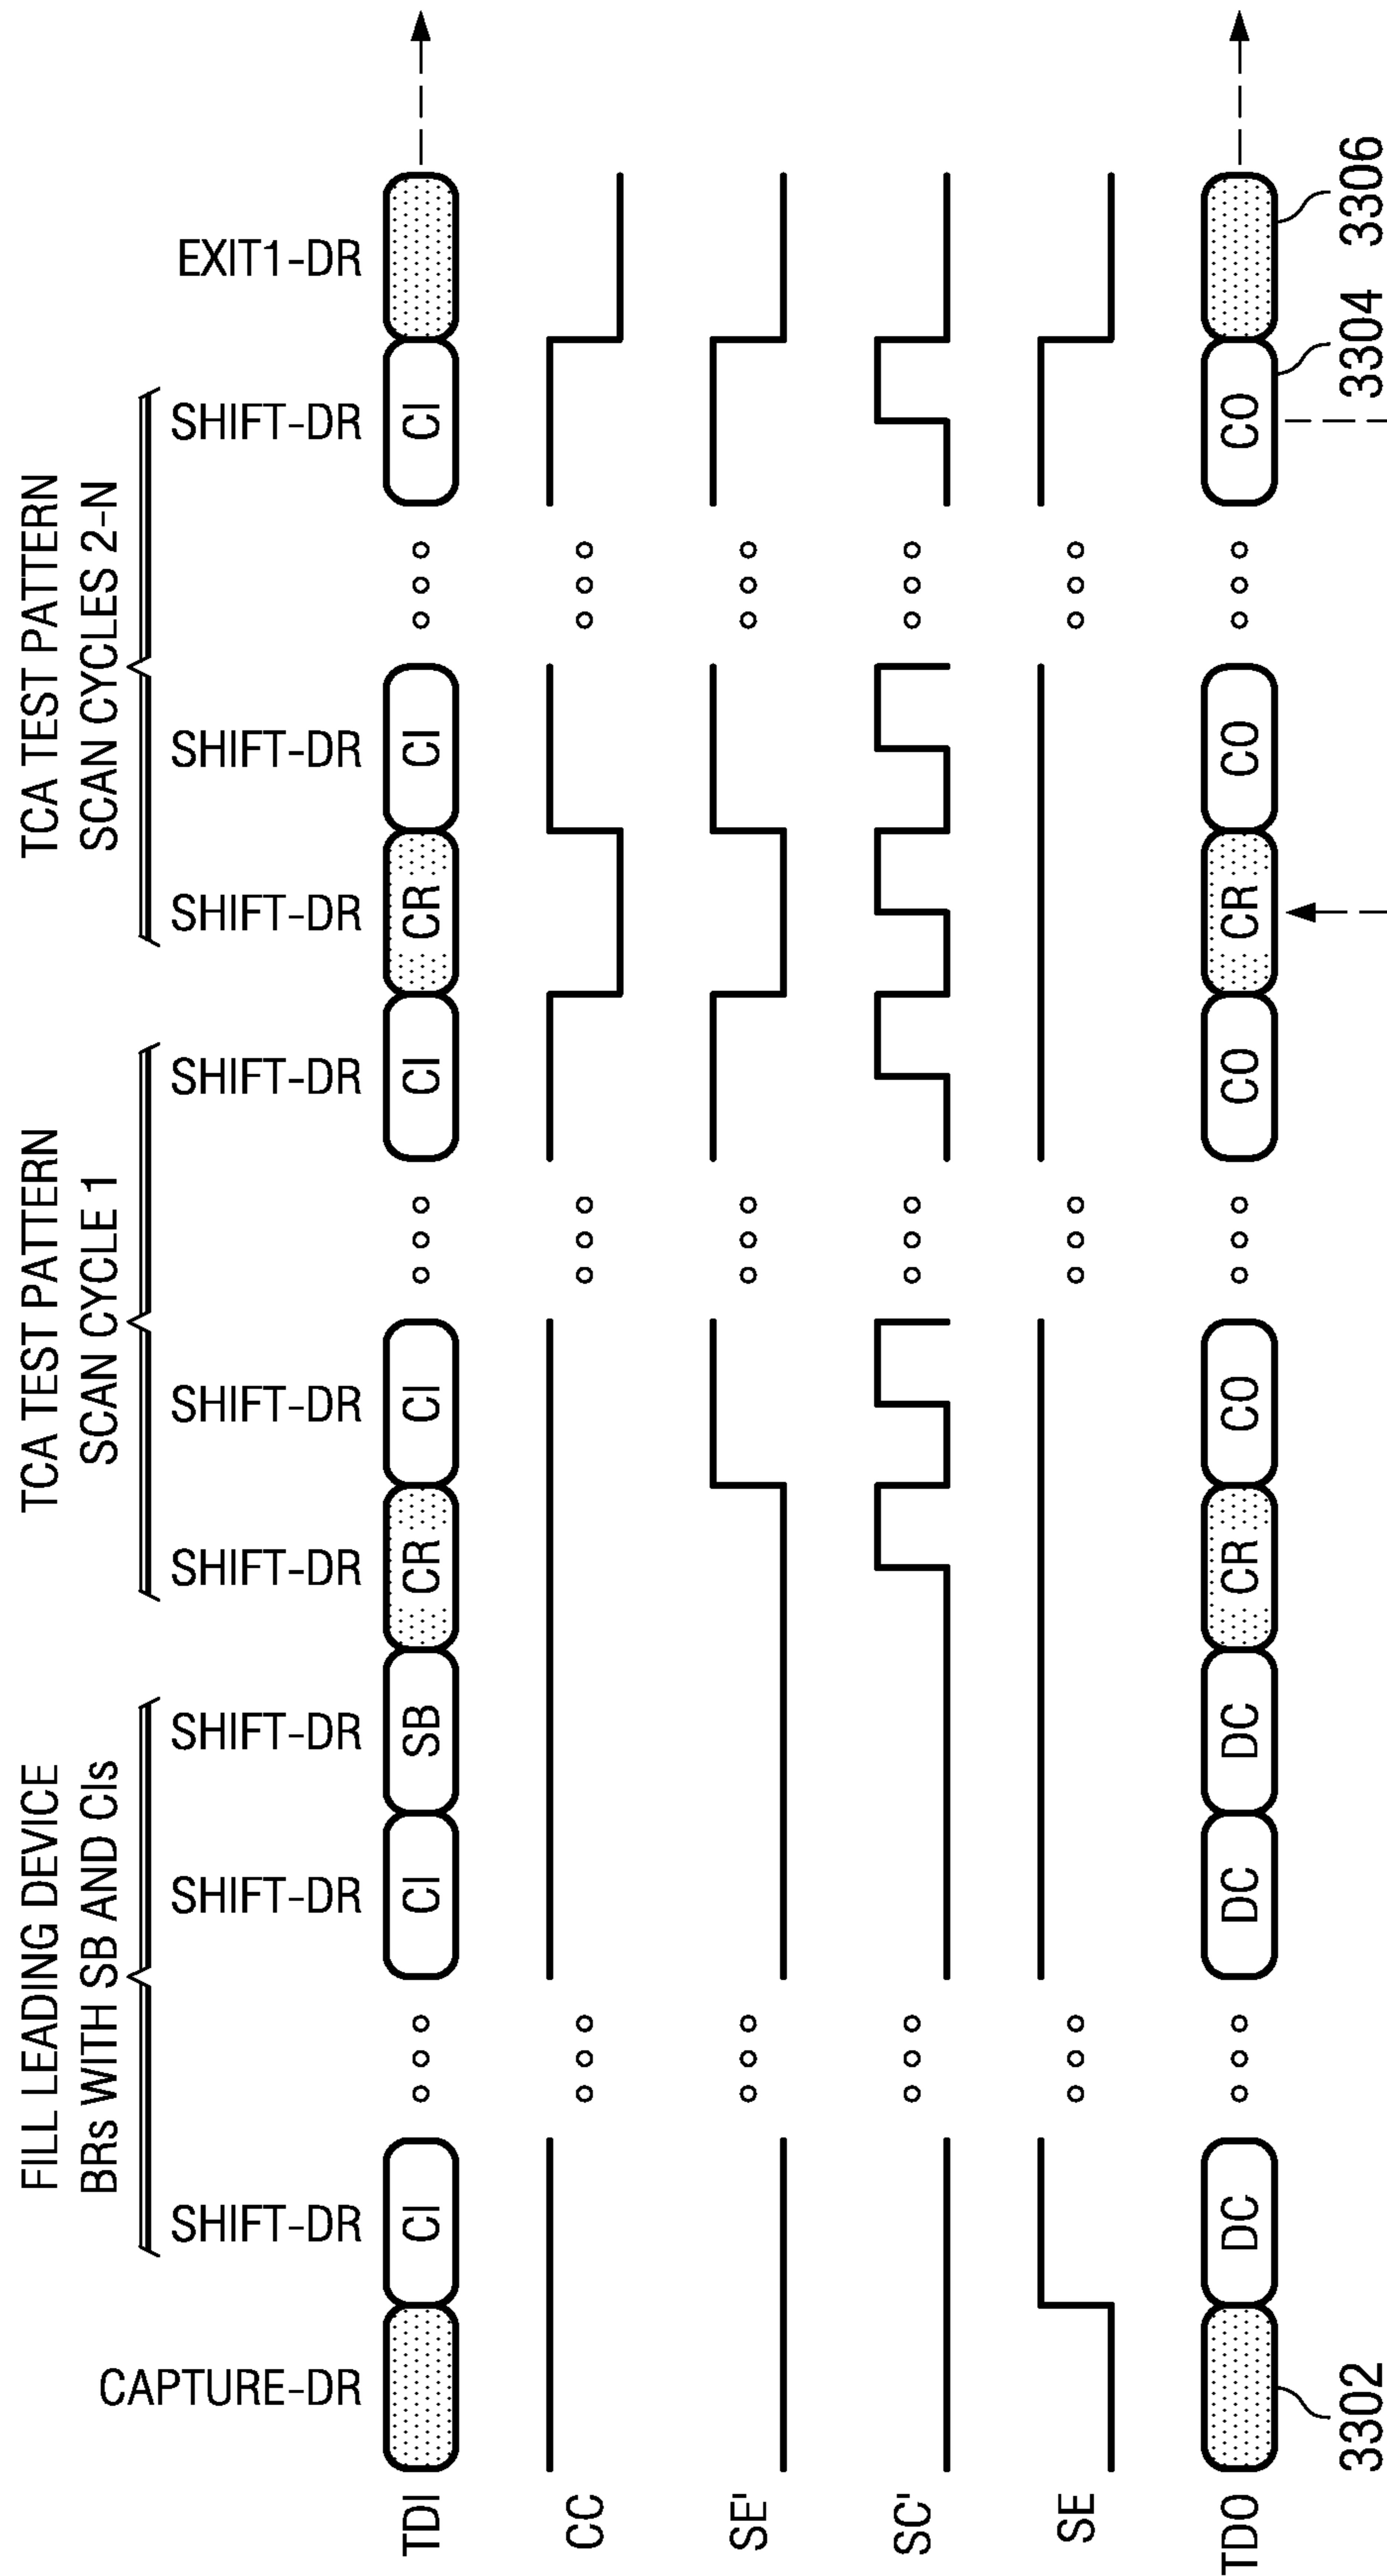 FILL LEADING DEVICE
BRs WITH SB AND CIs
TCA TEST PATTERN
SCAN CYCLE 1
TCA TEST PATTERN
SCAN CYCLES 2-N
CAPTURE-DR
SHIFT-DR
SHIFT-DR
SHIFT-DR
SHIFT-DR
SHIFT-DR
SHIFT-DR
SHIFT-DR
SHIFT-DR
SHIFT-DR
EXIT1-DR
TDI
CI
CI
SB
CR
CI
CI
CR
CI
CI
CC
SE'
SC'
SE
TDO
DC
DC
DC
CR
CO
CO
CR
CO
CO
3302
3304
3306